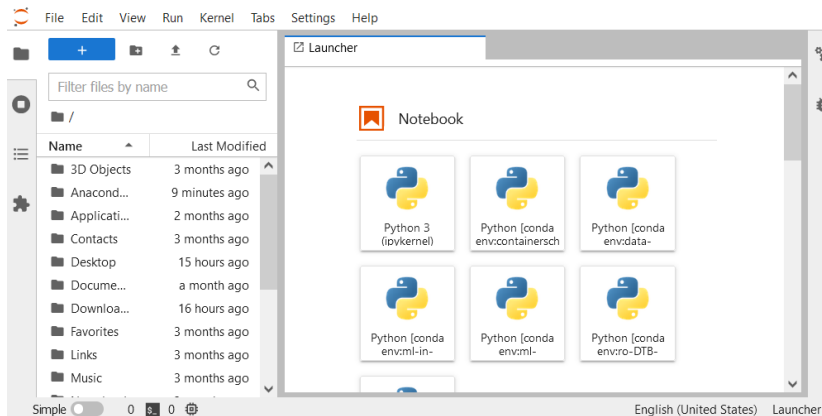 File Edit View Run Kernel Tabs Settings Help
+
Launcher
Filter files by name
/
Name Last Modified
3D Objects 3 months ago
Anacond... 9 minutes ago
Applicati... 2 months ago
Contacts 3 months ago
Desktop 15 hours ago
Docume... a month ago
Downloa... 16 hours ago
Favorites 3 months ago
Links 3 months ago
Music 3 months ago
Notebook
Python 3
(ipykernel)
Python [conda
env:containersch
Python [conda
env:data-
Python [conda
env:ml-in-
Python [conda
env:ml-
Python [conda
env:ro-DTB-
Simple 0 $_ 0 English (United States) Launcher